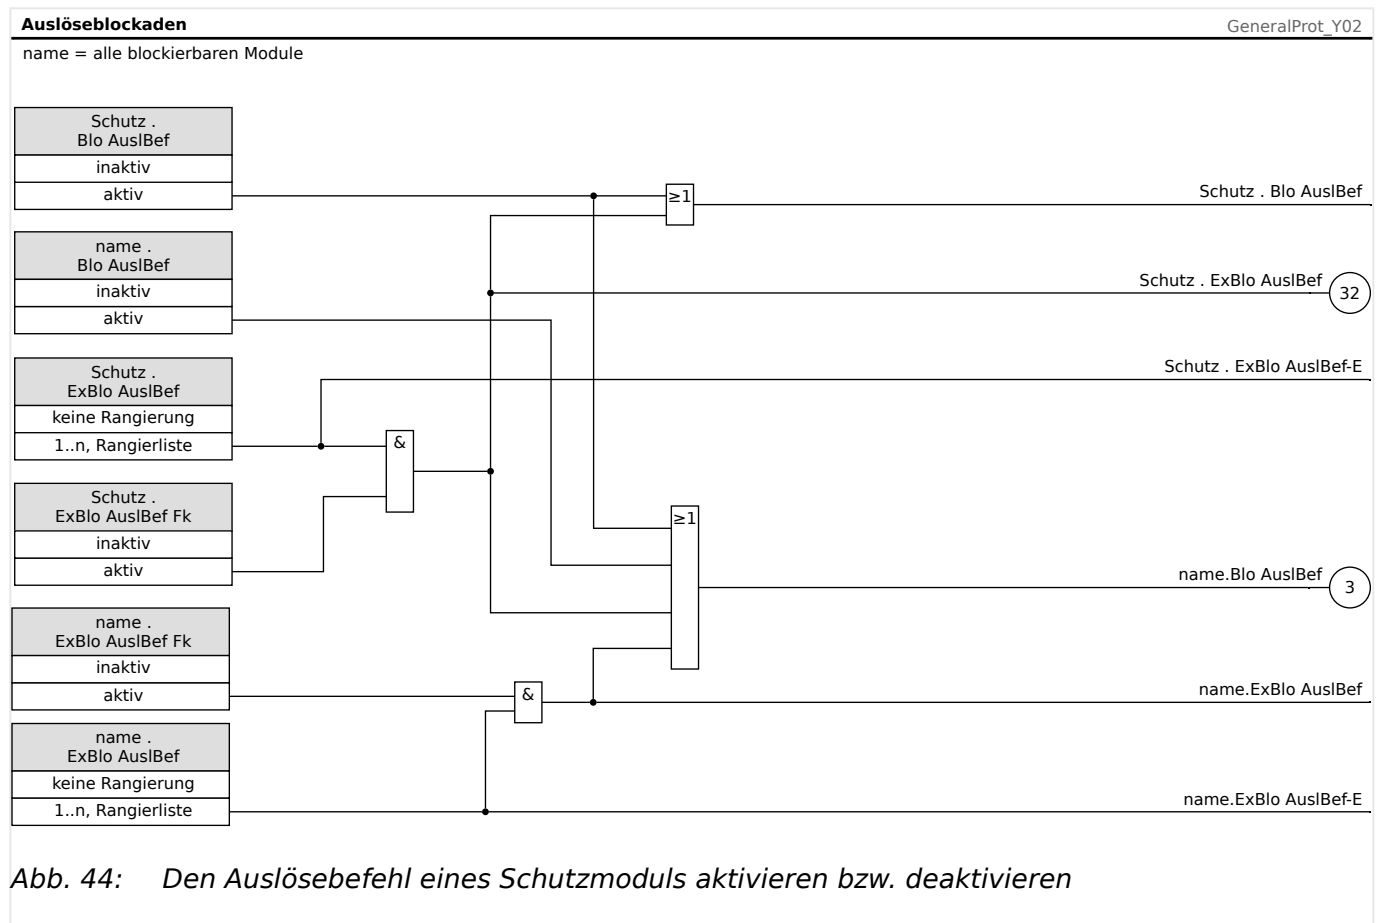 Auslöseblockaden
GeneralProt_Y02
name = alle blockierbaren Module
Schutz .
Blo AuslBef
inaktiv
aktiv
≥1
Schutz . Blo AuslBef
name .
Blo AuslBef
inaktiv
aktiv
Schutz . ExBlo AuslBef
32
Schutz .
ExBlo AuslBef
keine Rangierung
1..n, Rangierliste
&
Schutz . ExBlo AuslBef-E
Schutz .
ExBlo AuslBef Fk
inaktiv
aktiv
≥1
name.Blo AuslBef
3
name .
ExBlo AuslBef Fk
inaktiv
aktiv
&
name.ExBlo AuslBef
name .
ExBlo AuslBef
keine Rangierung
1..n, Rangierliste
name.ExBlo AuslBef-E
Abb. 44: Den Auslösebefehl eines Schutzmoduls aktivieren bzw. deaktivieren